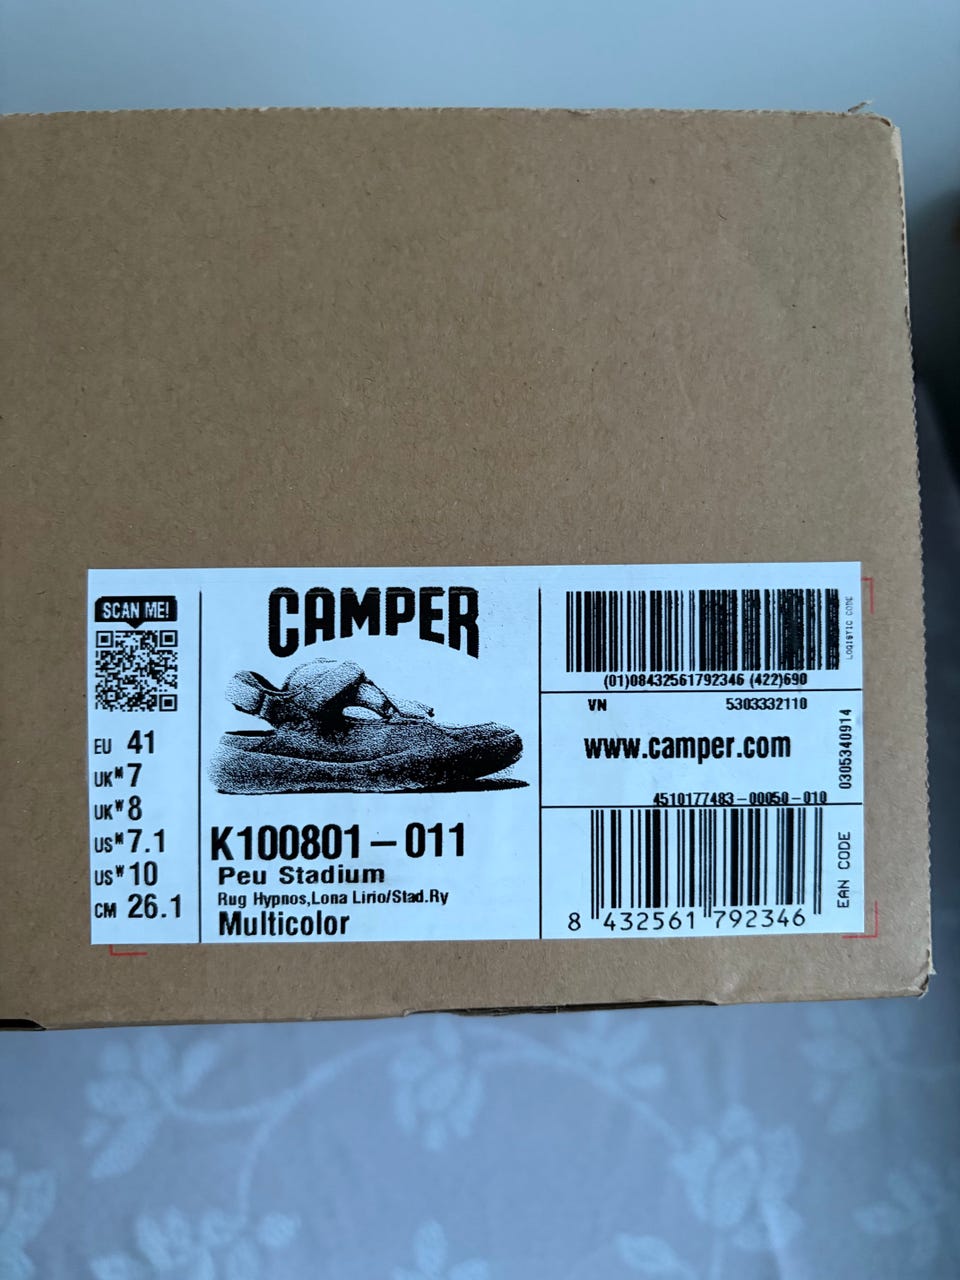 SCAN ME!
EU 41
UK M 7
UK W 8
US M 7.1
US W 10
CM 26.1
CAMPER
K100801-011
Peu Stadium
Rug Hypnos,Lona Lirio/Stad.Ry
Multicolor
(01)08432561792346 (422)690
LOGISTIC CODE
VN 5303332110
www.camper.com
0305340914
4510177483-00050-010
8 432561 792346
EAN CODE